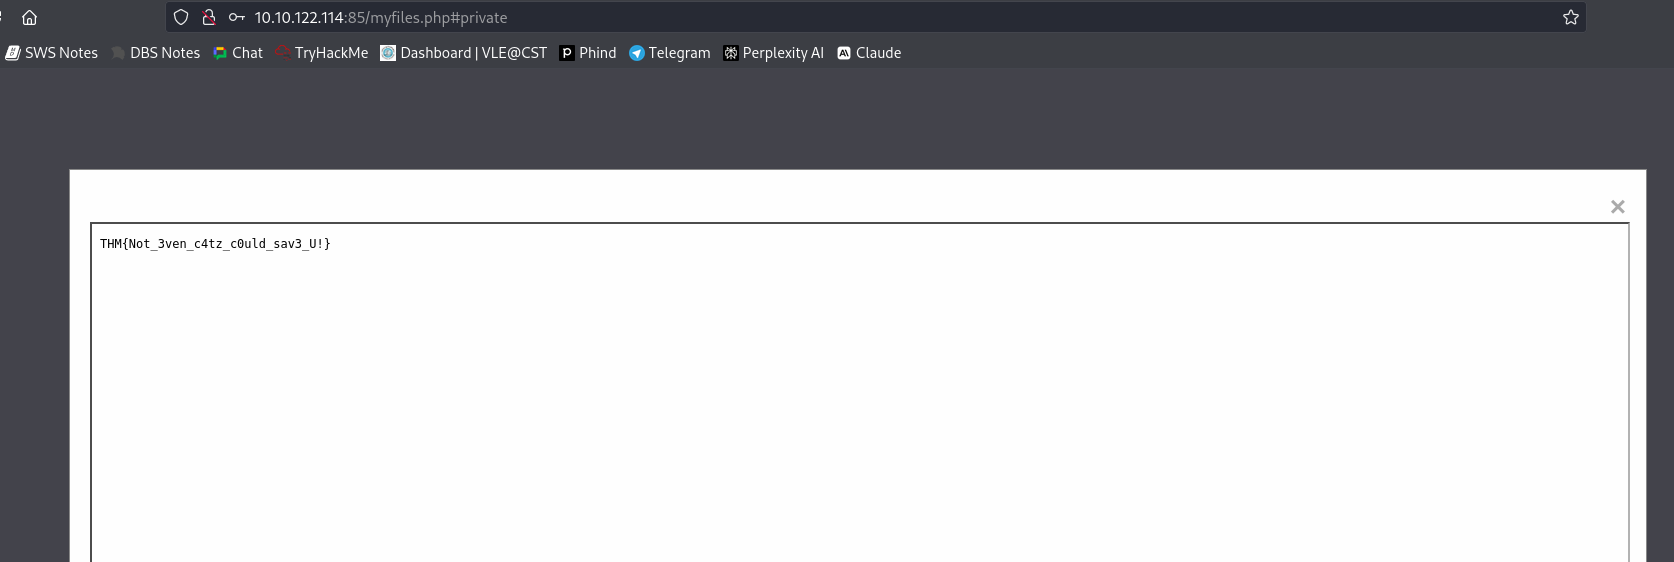 10.10.122.114:85/myfiles.php#private
SWS Notes DBS Notes Chat TryHackMe Dashboard | VLE@CST Phind Telegram Perplexity AI Claude
THM{Not_3ven_c4tz_c0uld_sav3_U!}